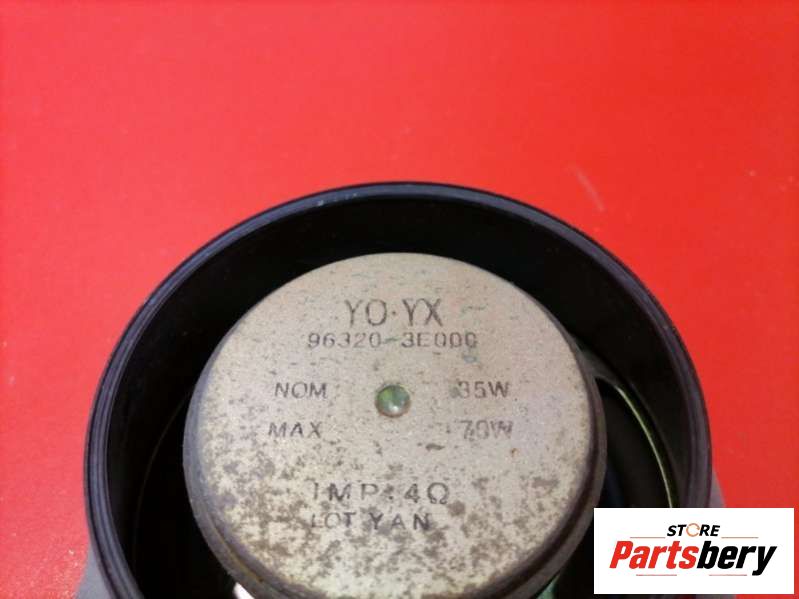 YO·YX
96320-3E000
NOM 35W
MAX 70W
IMP:4Ω
LOT YAN
STORE
Partsbery